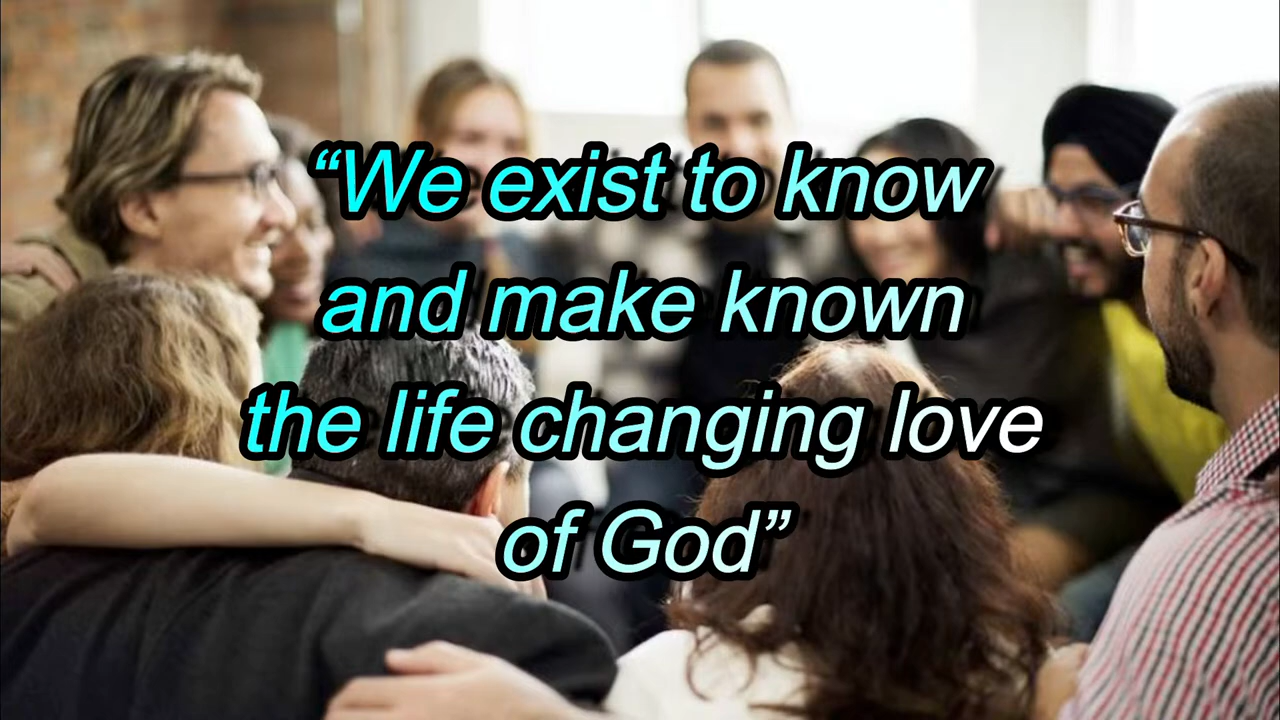 “We exist to know
and make known
the life changing love
of God”